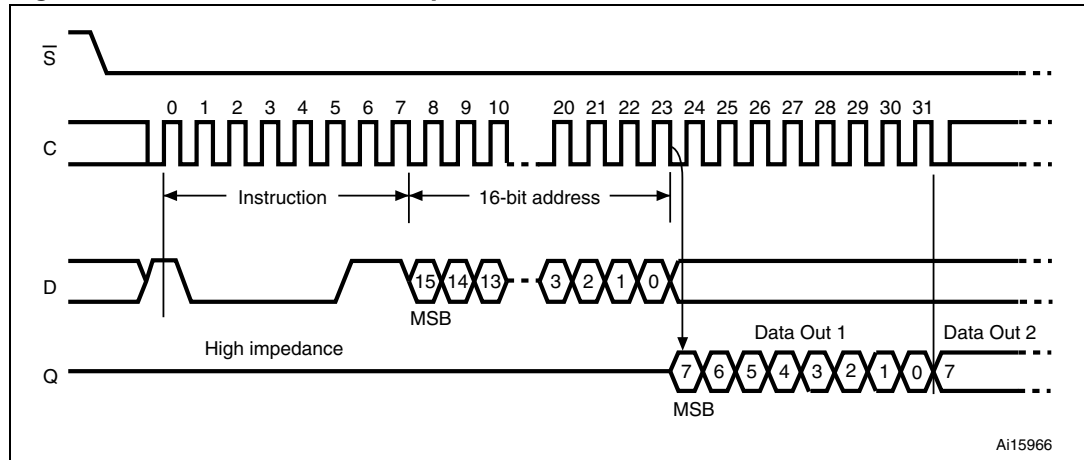 S
0 1 2 3 4 5 6 7 8 9 10 20 21 22 23 24 25 26 27 28 29 30 31
C
Instruction 16-bit address
D
15 14 13 3 2 1 0
MSB
High impedance
Data Out 1 Data Out 2
Q
7 6 5 4 3 2 1 0 7
MSB
Ai15966